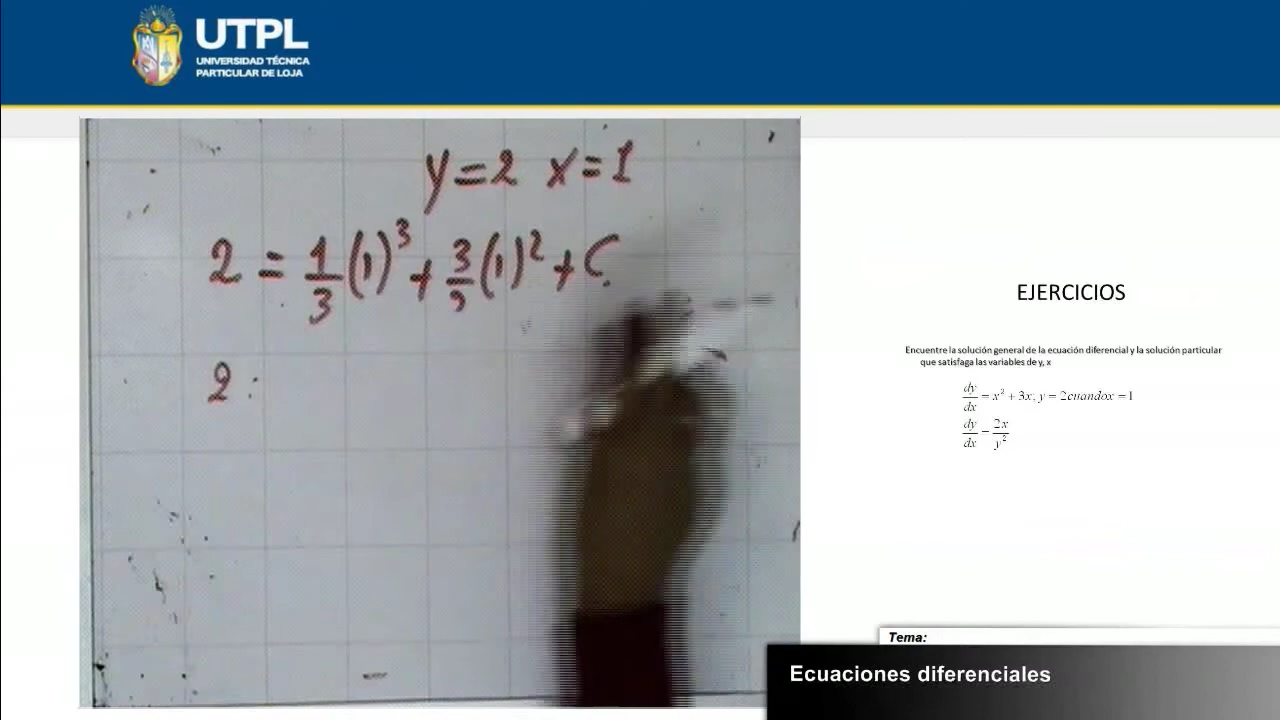 UTPL
UNIVERSIDAD TÉCNICA
PARTICULAR DE LOJA
y=2 x=1
2 = 1/3 (1)³ + 3/2 (1)² + C
2
EJERCICIOS
Encuentre la solución general de la ecuación diferencial y la solución particular
que satisfaga las variables de y, x
dy/dx = x² + 3x; y = 2cuandox = 1
dy/dx = 2x/y²
Tema:
Ecuaciones diferenciales